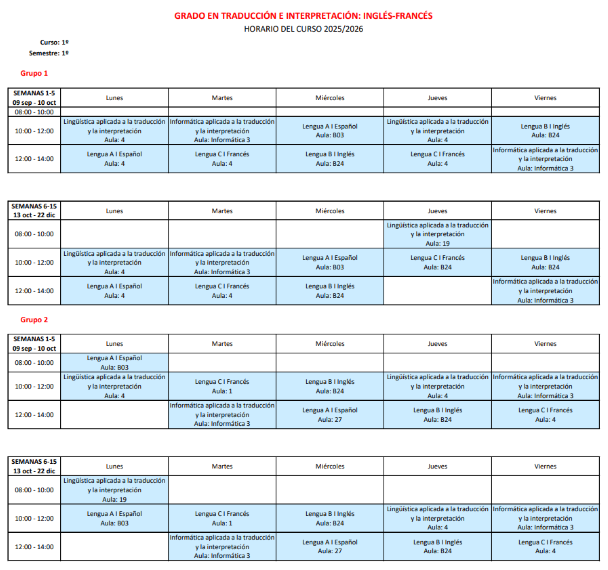 GRADO EN TRADUCCIÓN E INTERPRETACIÓN: INGLÉS-FRANCÉS
HORARIO DEL CURSO 2025/2026
Curso: 1º
Semestre: 1º
Grupo 1
SEMANAS 1-5
09 sep - 10 oct
Lunes
Martes
Miércoles
Jueves
Viernes
08:00 - 10:00
10:00 - 12:00
Lingüística aplicada a la traducción
y la interpretación
Aula: 4
Informática aplicada a la traducción
y la interpretación
Aula: Informática 3
Lengua A I Español
Aula: B03
Lingüística aplicada a la traducción
y la interpretación
Aula: 4
Lengua B I Inglés
Aula: B24
12:00 - 14:00
Lengua A I Español
Aula: 4
Lengua C I Francés
Aula: 4
Lengua B I Inglés
Aula: B24
Lengua C I Francés
Aula: B24
Informática aplicada a la traducción
y la interpretación
Aula: Informática 3
SEMANAS 6-15
13 oct - 22 dic
Lunes
Martes
Miércoles
Jueves
Viernes
08:00 - 10:00
Lingüística aplicada a la traducción
y la interpretación
Aula: 19
10:00 - 12:00
Lingüística aplicada a la traducción
y la interpretación
Aula: 4
Informática aplicada a la traducción
y la interpretación
Aula: Informática 3
Lengua A I Español
Aula: B03
Lengua C I Francés
Aula: B24
Lengua B I Inglés
Aula: B24
12:00 - 14:00
Lengua A I Español
Aula: 4
Lengua C I Francés
Aula: 4
Lengua B I Inglés
Aula: B24
Informática aplicada a la traducción
y la interpretación
Aula: Informática 3
Grupo 2
SEMANAS 1-5
09 sep - 10 oct
Lunes
Martes
Miércoles
Jueves
Viernes
08:00 - 10:00
Lengua A I Español
Aula: B03
10:00 - 12:00
Lingüística aplicada a la traducción
y la interpretación
Aula: 4
Lengua C I Francés
Aula: 1
Lengua B I Inglés
Aula: B24
Lingüística aplicada a la traducción
y la interpretación
Aula: 4
Informática aplicada a la traducción
y la interpretación
Aula: Informática 3
12:00 - 14:00
Informática aplicada a la traducción
y la interpretación
Aula: Informática 3
Lengua A I Español
Aula: 27
Lengua B I Inglés
Aula: B24
Lengua C I Francés
Aula: 4
SEMANAS 6-15
13 oct - 22 dic
Lunes
Martes
Miércoles
Jueves
Viernes
08:00 - 10:00
Lingüística aplicada a la traducción
y la interpretación
Aula: 19
10:00 - 12:00
Lengua A I Español
Aula: B03
Lengua C I Francés
Aula: 1
Lengua B I Inglés
Aula: B24
Lingüística aplicada a la traducción
y la interpretación
Aula: 4
Informática aplicada a la traducción
y la interpretación
Aula: Informática 3
12:00 - 14:00
Informática aplicada a la traducción
y la interpretación
Aula: Informática 3
Lengua A I Español
Aula: 27
Lengua B I Inglés
Aula: B24
Lengua C I Francés
Aula: 4